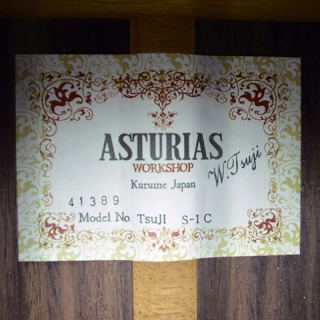 ASTURIAS
WORKSHOP
Kurume Japan
W.Tsuji
41389
Model No TsuJI S-1C